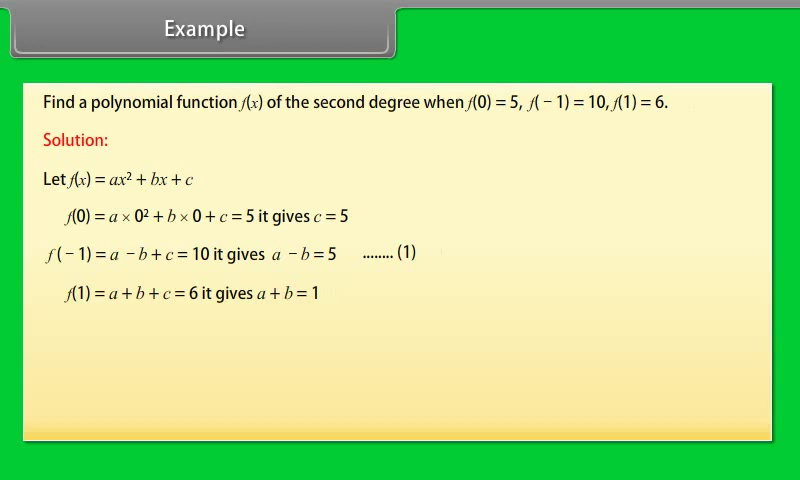 Example
Find a polynomial function f(x) of the second degree when f(0) = 5, f( − 1) = 10, f(1) = 6.
Solution:
Let f(x) = ax² + bx + c
f(0) = a × 0² + b × 0 + c = 5 it gives c = 5
f ( − 1) = a − b + c = 10 it gives a − b = 5 ........ (1)
f(1) = a + b + c = 6 it gives a + b = 1